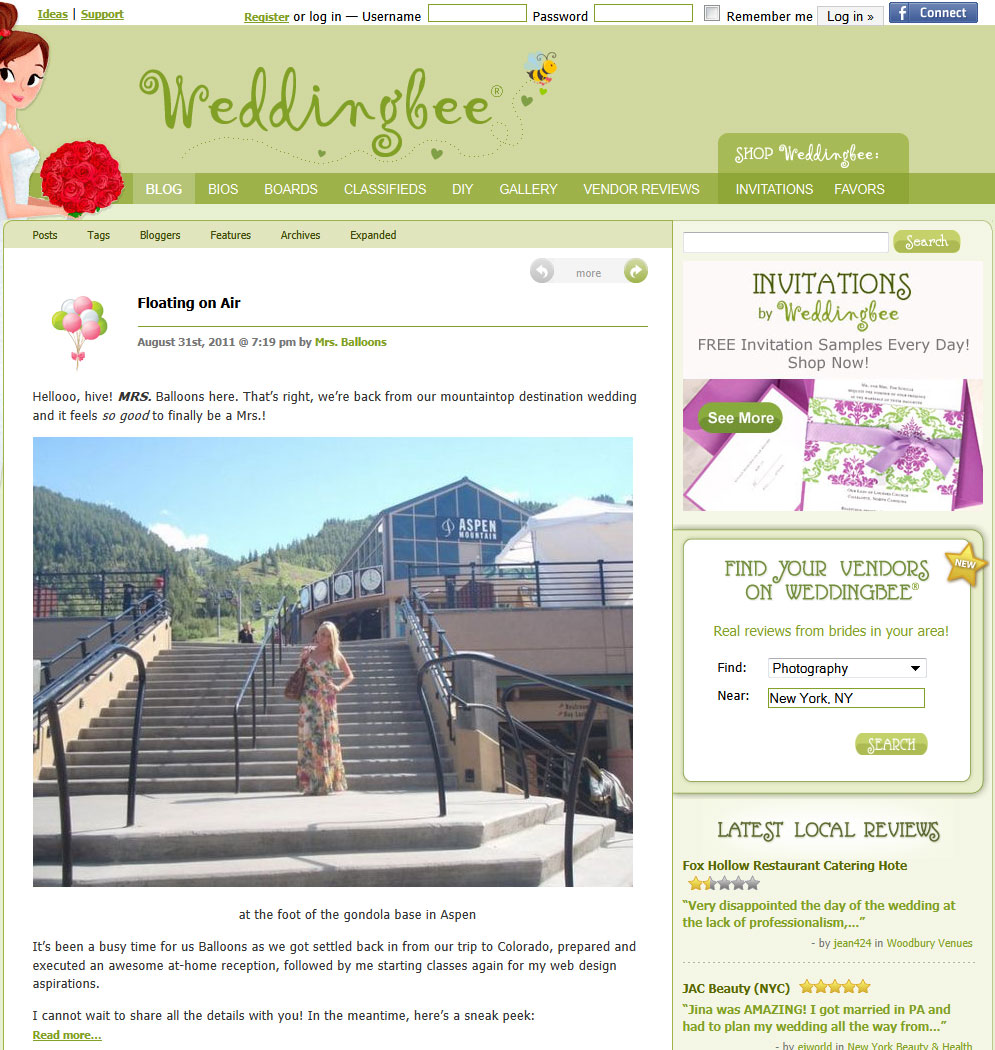 Ideas | Support
Register or log in — Username Password Remember me Log in » f Connect
Weddingbee®
SHOP Weddingbee:
BLOG BIOS BOARDS CLASSIFIEDS DIY GALLERY VENDOR REVIEWS INVITATIONS FAVORS
Posts Tags Bloggers Features Archives Expanded
more
Floating on Air
August 31st, 2011 @ 7:19 pm by Mrs. Balloons
Hellooo, hive! MRS. Balloons here. That’s right, we’re back from our mountaintop destination wedding
and it feels so good to finally be a Mrs.!
ASPEN
MOUNTAIN
at the foot of the gondola base in Aspen
It’s been a busy time for us Balloons as we got settled back in from our trip to Colorado, prepared and
executed an awesome at-home reception, followed by me starting classes again for my web design
aspirations.
I cannot wait to share all the details with you! In the meantime, here’s a sneak peek:
Read more...
Search
INVITATIONS
by Weddingbee
FREE Invitation Samples Every Day!
Shop Now!
See More
FIND YOUR VENDORS
ON WEDDINGBEE®
NEW
Real reviews from brides in your area!
Find: Photography
Near: New York, NY
SEARCH
LATEST LOCAL REVIEWS
Fox Hollow Restaurant Catering Hote
“Very disappointed the day of the wedding at
the lack of professionalism,...”
- by jean424 in Woodbury Venues
JAC Beauty (NYC)
“Jina was AMAZING! I got married in PA and
had to plan my wedding all the way from...”
- by ejworld in New York Beauty & Health